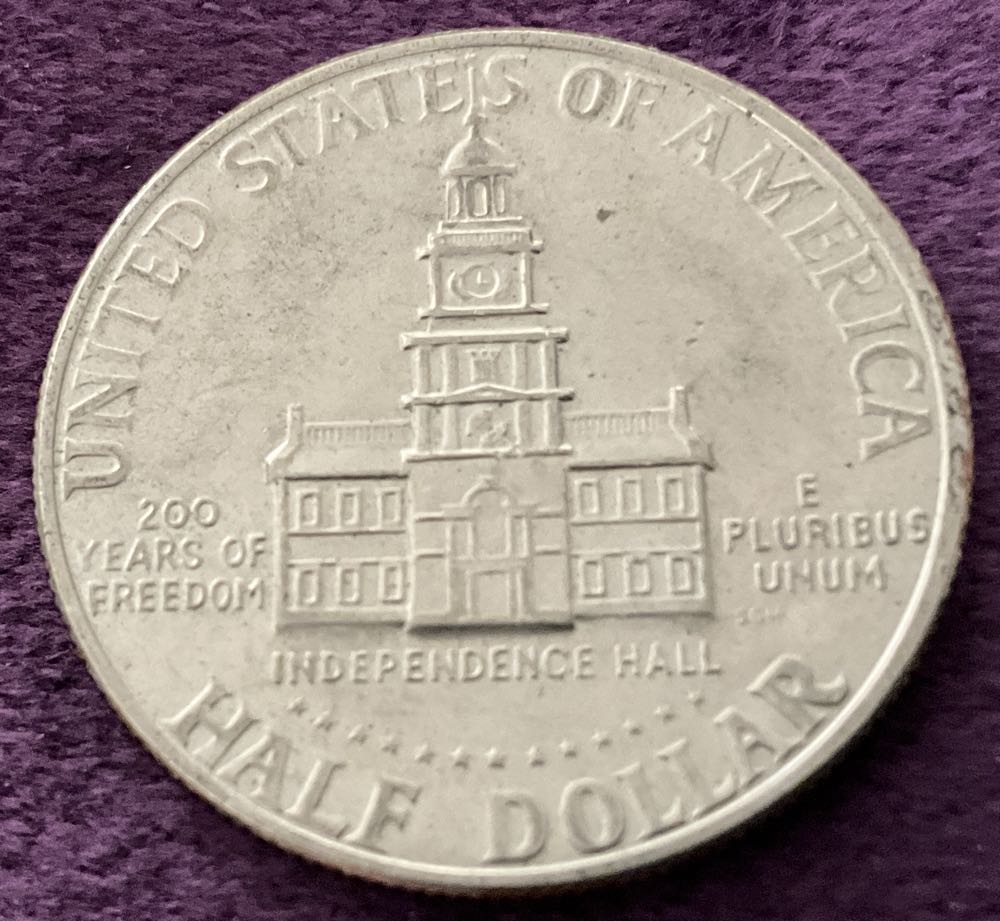 UNITED STATES OF AMERICA
200
YEARS OF
FREEDOM
E
PLURIBUS
UNUM
INDEPENDENCE HALL
HALF DOLLAR